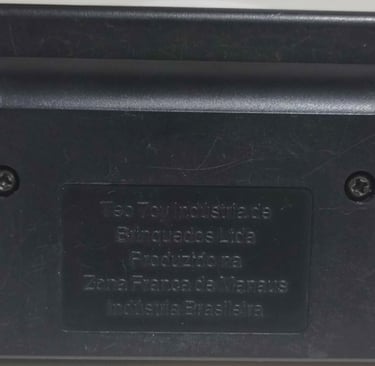 Tec Toy Indústria de
Brinquedos Ltda
Produzido na
Zona Franca de Manaus
Indústria Brasileira